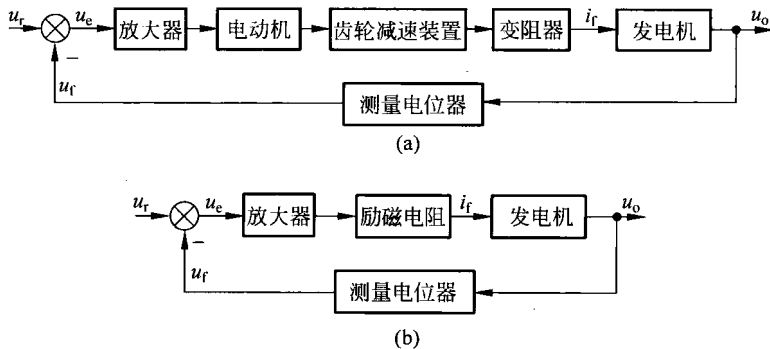 u_r u_e 放大器 电动机 齿轮减速装置 变阻器 i_f 发电机 u_o
−
u_f 测量电位器
(a)
u_r u_e 放大器 励磁电阻 i_f 发电机 u_o
−
u_f 测量电位器
(b)